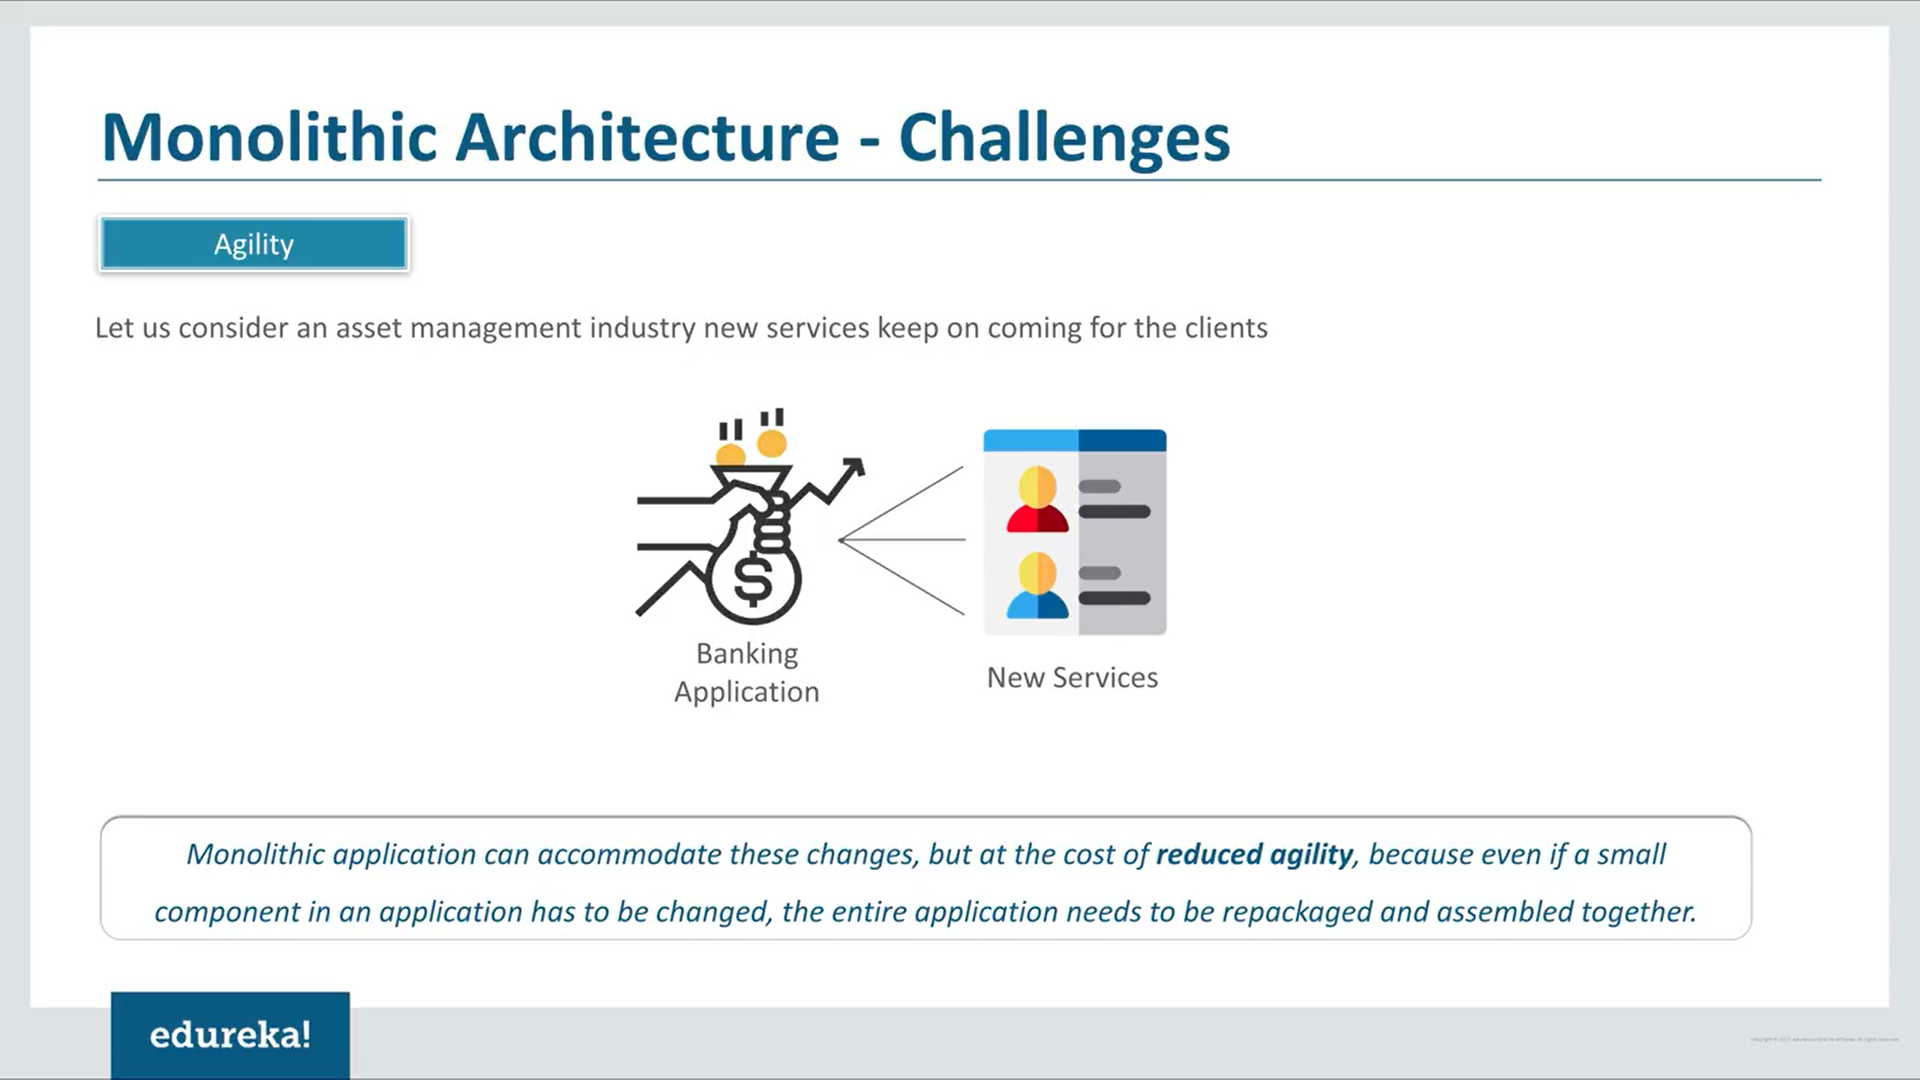 Monolithic Architecture - Challenges
Agility
Let us consider an asset management industry new services keep on coming for the clients
$
Banking
Application
New Services
Monolithic application can accommodate these changes, but at the cost of reduced agility, because even if a small
component in an application has to be changed, the entire application needs to be repackaged and assembled together.
edureka!